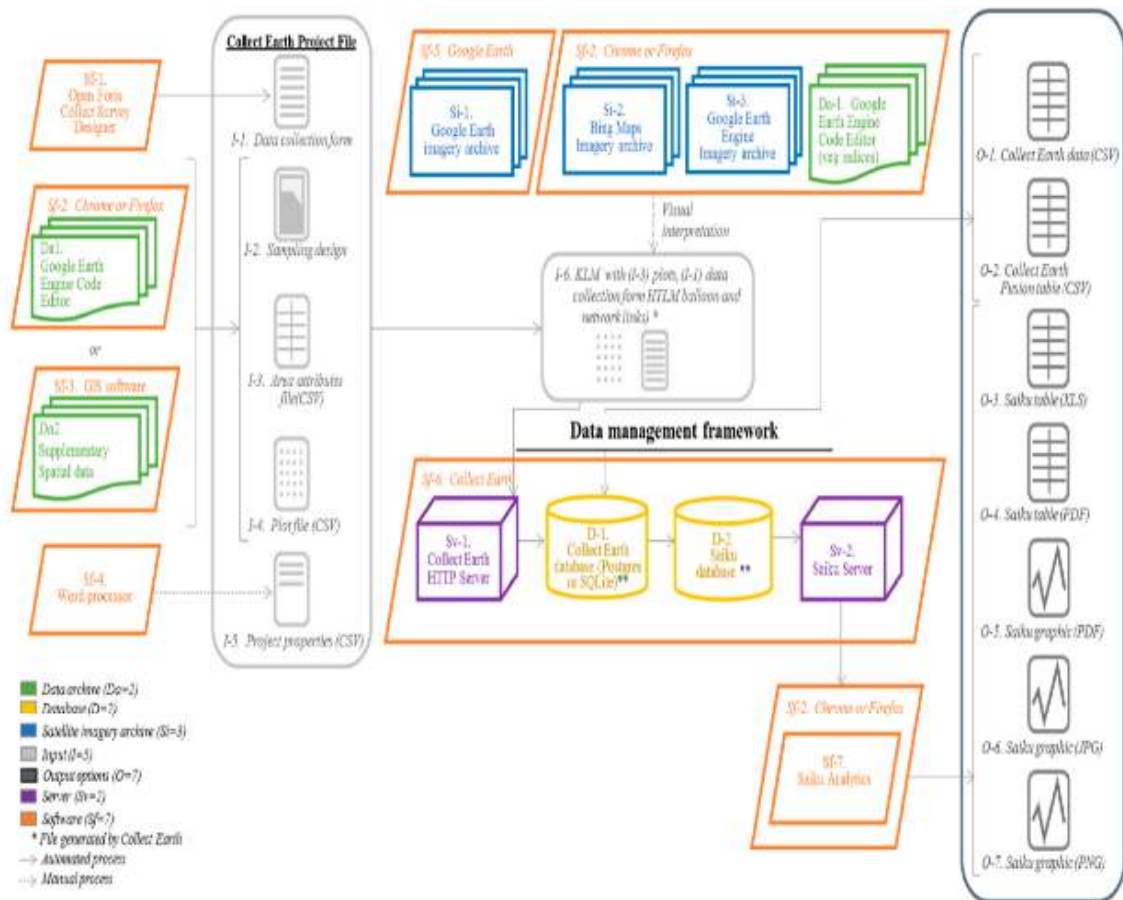 Collect Earth Project File
Sf-1.
Open Foris
Collect Survey
Designer
I-1. Data collection form
Sf-2. Chrome or Firefox
Da1.
Google Earth
Engine Code
Editor
or
Sf-3. GIS software
Da2.
Supplementary
Spatial data
Sf-4.
Word processor
I-2. Sampling design
I-3. Area attributes
file(CSV)
I-4. Plot file (CSV)
I-5. Project properties (CSV)
Sf-5. Google Earth
Si-1.
Google Earth
imagery archive
Sf-2. Chrome or Firefox
Si-2.
Bing Maps
Imagery archive
Si-3.
Google Earth
Engine
Imagery archive
Da-1. Google
Earth Engine
Code Editor
(veg indices)
Visual
interpretation
I-6. KLM with (I-3) plots, (I-1) data
collection form HTLM balloon and
network links) *
Data management framework
Sf-6. Collect Earth
Sv-1.
Collect Earth
HTTP Server
D-1.
Collect Earth
database (Postgres
or SQLite)**
D-2.
Saiku
database **
Sv-2.
Saiku Server
Sf-2. Chrome or Firefox
Sf-7.
Saiku Analytics
O-1. Collect Earth data (CSV)
O-2. Collect Earth
Fusion table (CSV)
O-3. Saiku table (XLS)
O-4. Saiku table (PDF)
O-5. Saiku graphic (PDF)
O-6. Saiku graphic (JPG)
O-7. Saiku graphic (PNG)
Data archive (Da=2)
Database
Satellite imagery archive (Si=3)
Input (I=5)
Output options (O=7)
Server (Sv=2)
Software (Sf=7)
* File generated by Collect Earth
Automated process
Manual process